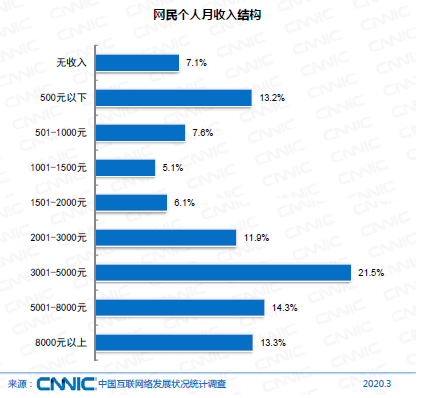 网民个人月收入结构
无收入 7.1%
500元以下 13.2%
501-1000元 7.6%
1001-1500元 5.1%
1501-2000元 6.1%
2001-3000元 11.9%
3001-5000元 21.5%
5001-8000元 14.3%
8000元以上 13.3%
来源：CNNIC 中国互联网络发展状况统计调查 2020.3